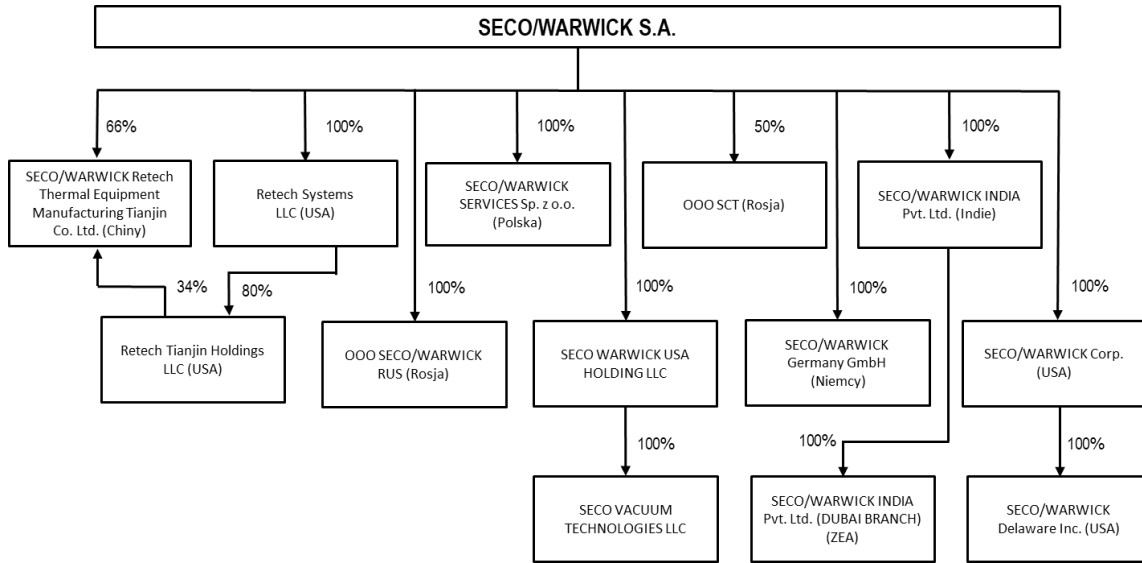 SECO/WARWICK S.A.
66%
100%
100%
50%
100%
SECO/WARWICK Retech
Thermal Equipment
Manufacturing Tianjin
Co. Ltd. (Chiny)
Retech Systems
LLC (USA)
SECO/WARWICK
SERVICES Sp. z o.o.
(Polska)
OOO SCT (Rosja)
SECO/WARWICK INDIA
Pvt. Ltd. (Indie)
34%
80%
100%
100%
100%
100%
Retech Tianjin Holdings
LLC (USA)
OOO SECO/WARWICK
RUS (Rosja)
SECO WARWICK USA
HOLDING LLC
SECO/WARWICK
Germany GmbH
(Niemcy)
SECO/WARWICK Corp.
(USA)
100%
100%
100%
SECO VACUUM
TECHNOLOGIES LLC
SECO/WARWICK INDIA
Pvt. Ltd. (DUBAI BRANCH)
(ZEA)
SECO/WARWICK
Delaware Inc. (USA)